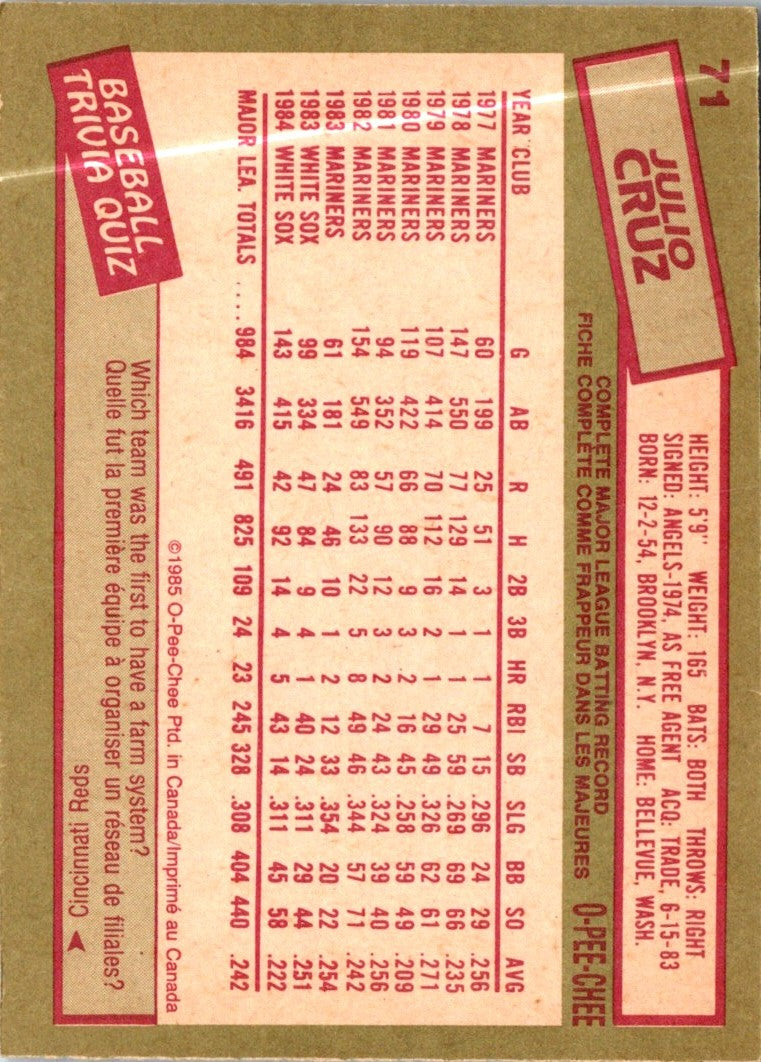 71
JULIO
CRUZ
HEIGHT: 5'9" WEIGHT: 165 BATS: BOTH THROWS: RIGHT
SIGNED: ANGELS-1974, AS FREE AGENT ACQ: TRADE, 6-15-83
BORN: 12-2-54, BROOKLYN, N.Y. HOME: BELLEVUE, WASH.
COMPLETE MAJOR LEAGUE BATTING RECORD
FICHE COMPLÈTE COMME FRAPPEUR DANS LES MAJEURES O-PEE-CHEE
YEAR CLUB G AB R H 2B 3B HR RBI SB SLG BB SO AVG
1977 MARINERS 60 199 25 51 3 1 1 7 15 .296 24 29 .256
1978 MARINERS 147 550 77 129 14 1 1 25 59 .269 69 66 .235
1979 MARINERS 107 414 70 112 16 2 1 29 49 .326 62 61 .271
1980 MARINERS 119 422 66 88 9 3 2 16 45 .258 59 49 .209
1981 MARINERS 94 352 57 90 12 3 2 24 43 .324 39 40 .256
1982 MARINERS 154 549 83 133 22 5 8 49 46 .344 57 71 .242
1983 MARINERS 61 181 24 46 10 1 2 12 33 .354 20 22 .254
1983 WHITE SOX 99 334 47 84 9 4 1 40 24 .311 29 44 .251
1984 WHITE SOX 143 415 42 92 14 4 5 43 14 .311 45 58 .222
MAJOR LEA. TOTALS ..... 984 3416 491 825 109 24 23 245 328 .308 404 440 .242
©1985 O-Pee-Chee Ptd. in Canada/Imprimé au Canada
BASEBALL
TRIVIA QUIZ
Which team was the first to have a farm system?
Quelle fut la première équipe à organiser un réseau de filiales?
Cincinnati Reds